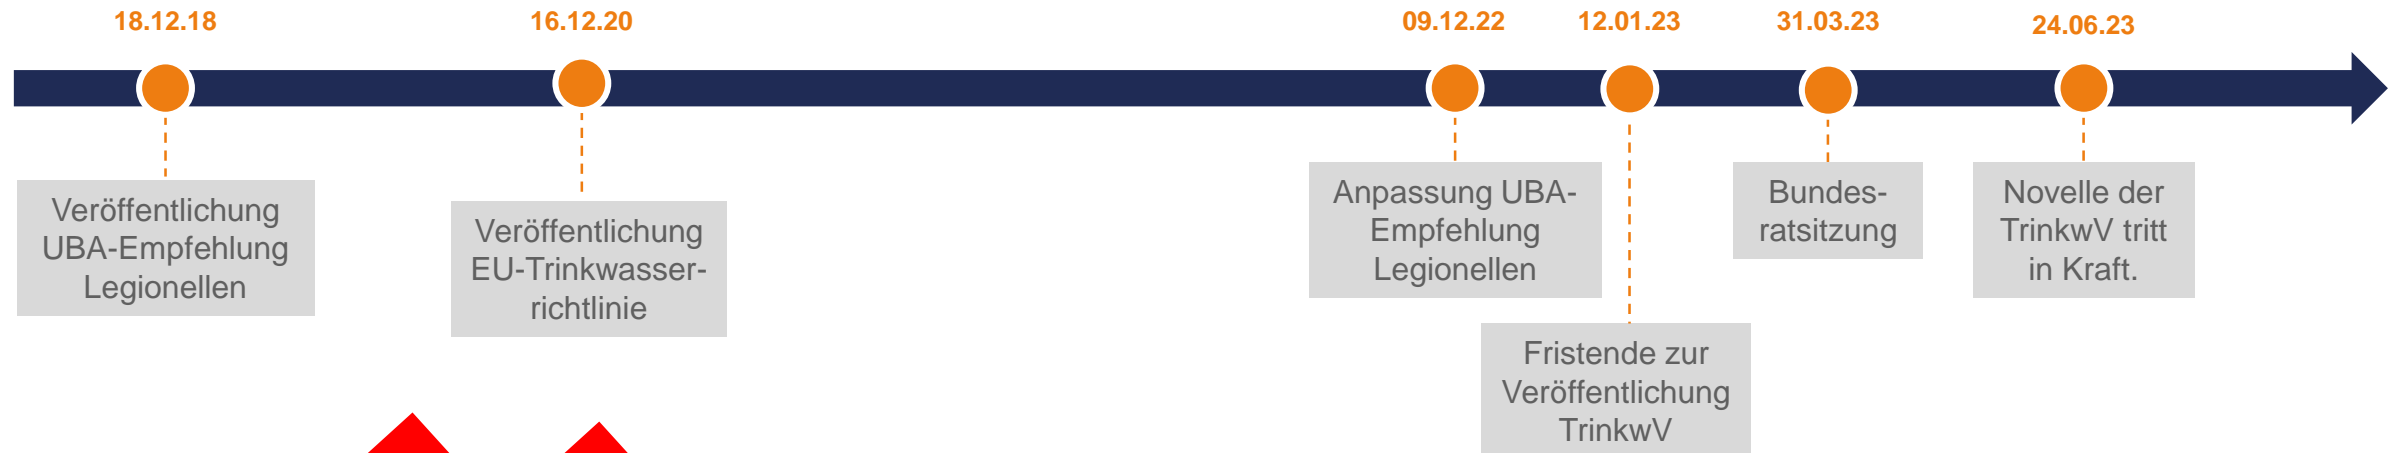 18.12.18
16.12.20
09.12.22
12.01.23
31.03.23
24.06.23
Veröffentlichung
UBA-Empfehlung
Legionellen
Veröffentlichung
EU-Trinkwasser-
richtlinie
Anpassung UBA-
Empfehlung
Legionellen
Fristende zur
Veröffentlichung
TrinkwV
Bundes-
ratsitzung
Novelle der
TrinkwV tritt
in Kraft.